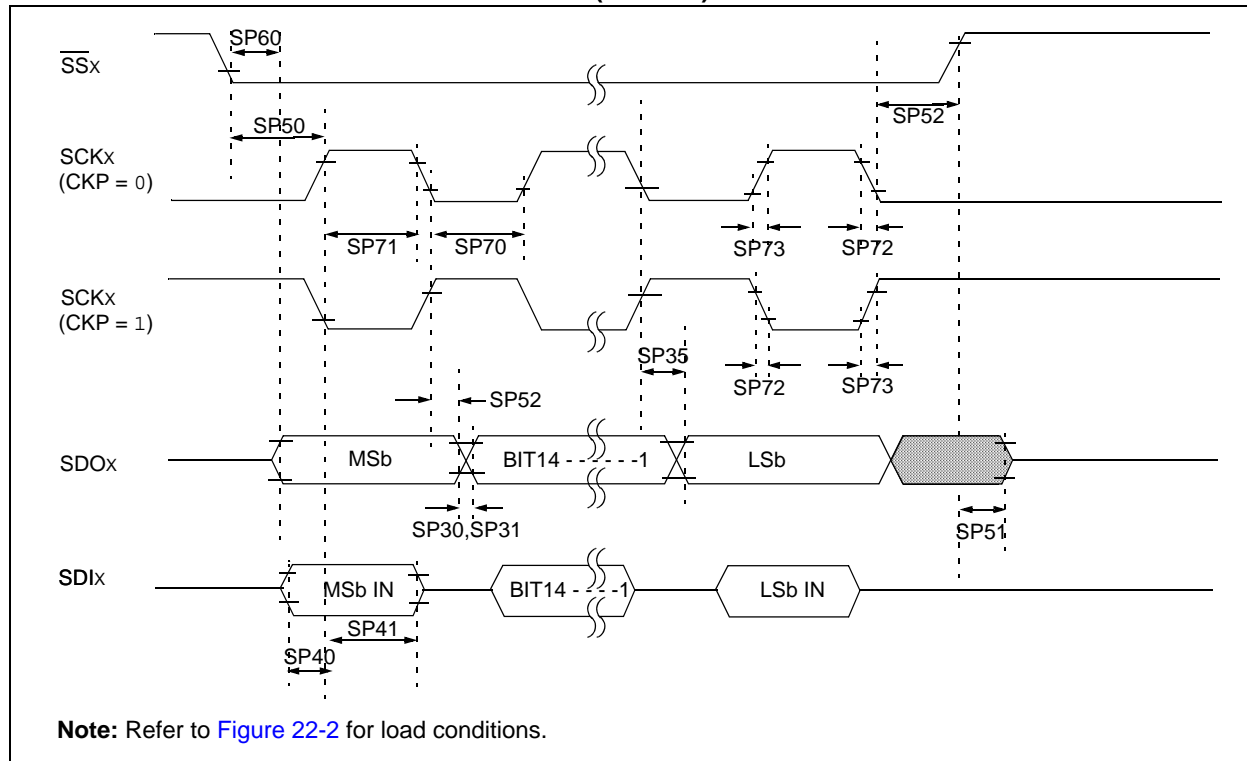 SP60
SSX
SP52
SP50
SCKX
(CKP = 0)
SP71
SP70
SP73
SP72
SCKX
(CKP = 1)
SP35
SP72
SP73
SP52
SDOX
MSb
BIT14 - - - - - -1
LSb
SP30,SP31
SP51
SDIX
MSb IN
BIT14 - - - -1
LSb IN
SP41
SP40
Note: Refer to Figure 22-2 for load conditions.